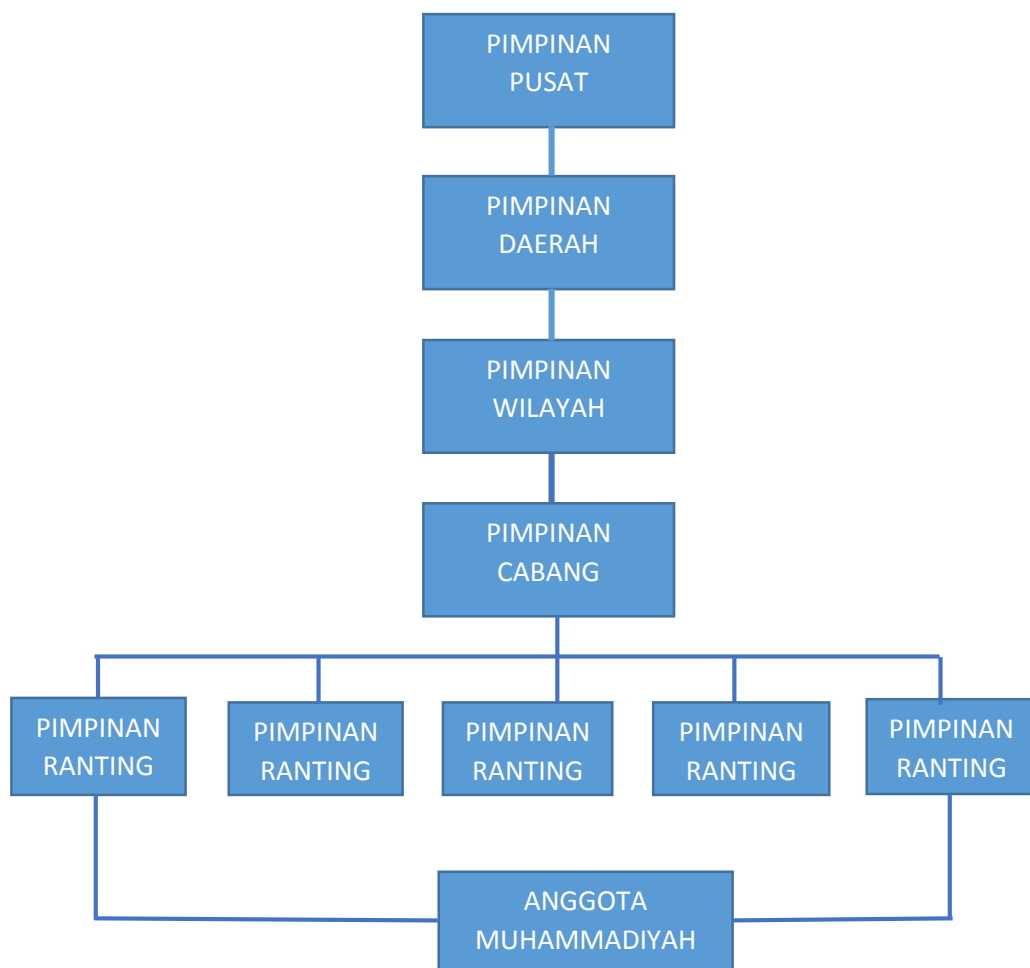 PIMPINAN
PUSAT
PIMPINAN
DAERAH
PIMPINAN
WILAYAH
PIMPINAN
CABANG
PIMPINAN
RANTING
PIMPINAN
RANTING
PIMPINAN
RANTING
PIMPINAN
RANTING
PIMPINAN
RANTING
ANGGOTA
MUHAMMADIYAH